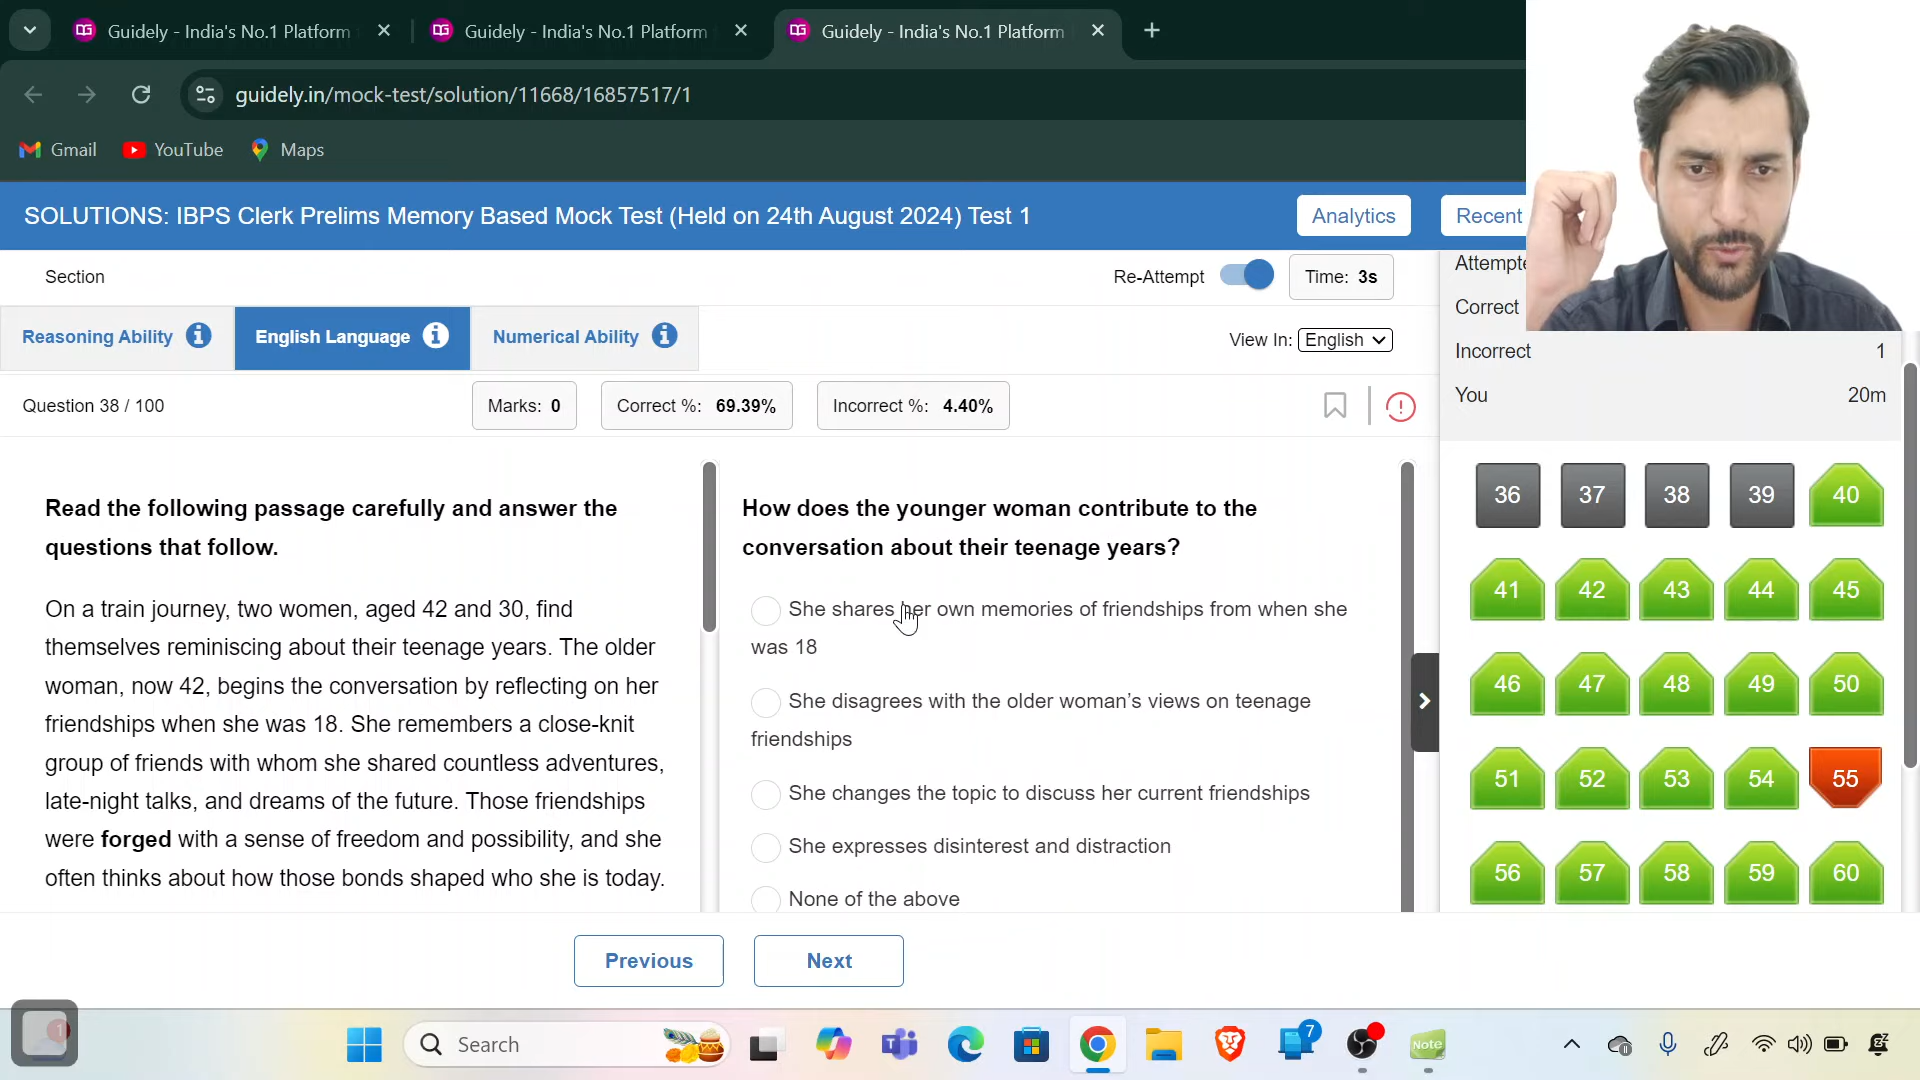 Guidely - India's No.1 Platform
Guidely - India's No.1 Platform
Guidely - India's No.1 Platform
guidely.in/mock-test/solution/11668/16857517/1
Gmail
YouTube
Maps
SOLUTIONS: IBPS Clerk Prelims Memory Based Mock Test (Held on 24th August 2024) Test 1
Analytics
Recent
Section
Re-Attempt
Time: 3s
Reasoning Ability
English Language
Numerical Ability
View In: English
Question 38 / 100
Marks: 0
Correct %: 69.39%
Incorrect %: 4.40%
Read the following passage carefully and answer the
questions that follow.
On a train journey, two women, aged 42 and 30, find
themselves reminiscing about their teenage years. The older
woman, now 42, begins the conversation by reflecting on her
friendships when she was 18. She remembers a close-knit
group of friends with whom she shared countless adventures,
late-night talks, and dreams of the future. Those friendships
were forged with a sense of freedom and possibility, and she
often thinks about how those bonds shaped who she is today.
How does the younger woman contribute to the
conversation about their teenage years?
She shares her own memories of friendships from when she
was 18
She disagrees with the older woman's views on teenage
friendships
She changes the topic to discuss her current friendships
She expresses disinterest and distraction
None of the above
Previous
Next
Attempte
Correct
Incorrect 1
You 20m
36 37 38 39 40
41 42 43 44 45
46 47 48 49 50
51 52 53 54 55
56 57 58 59 60
1
Search
7
Note